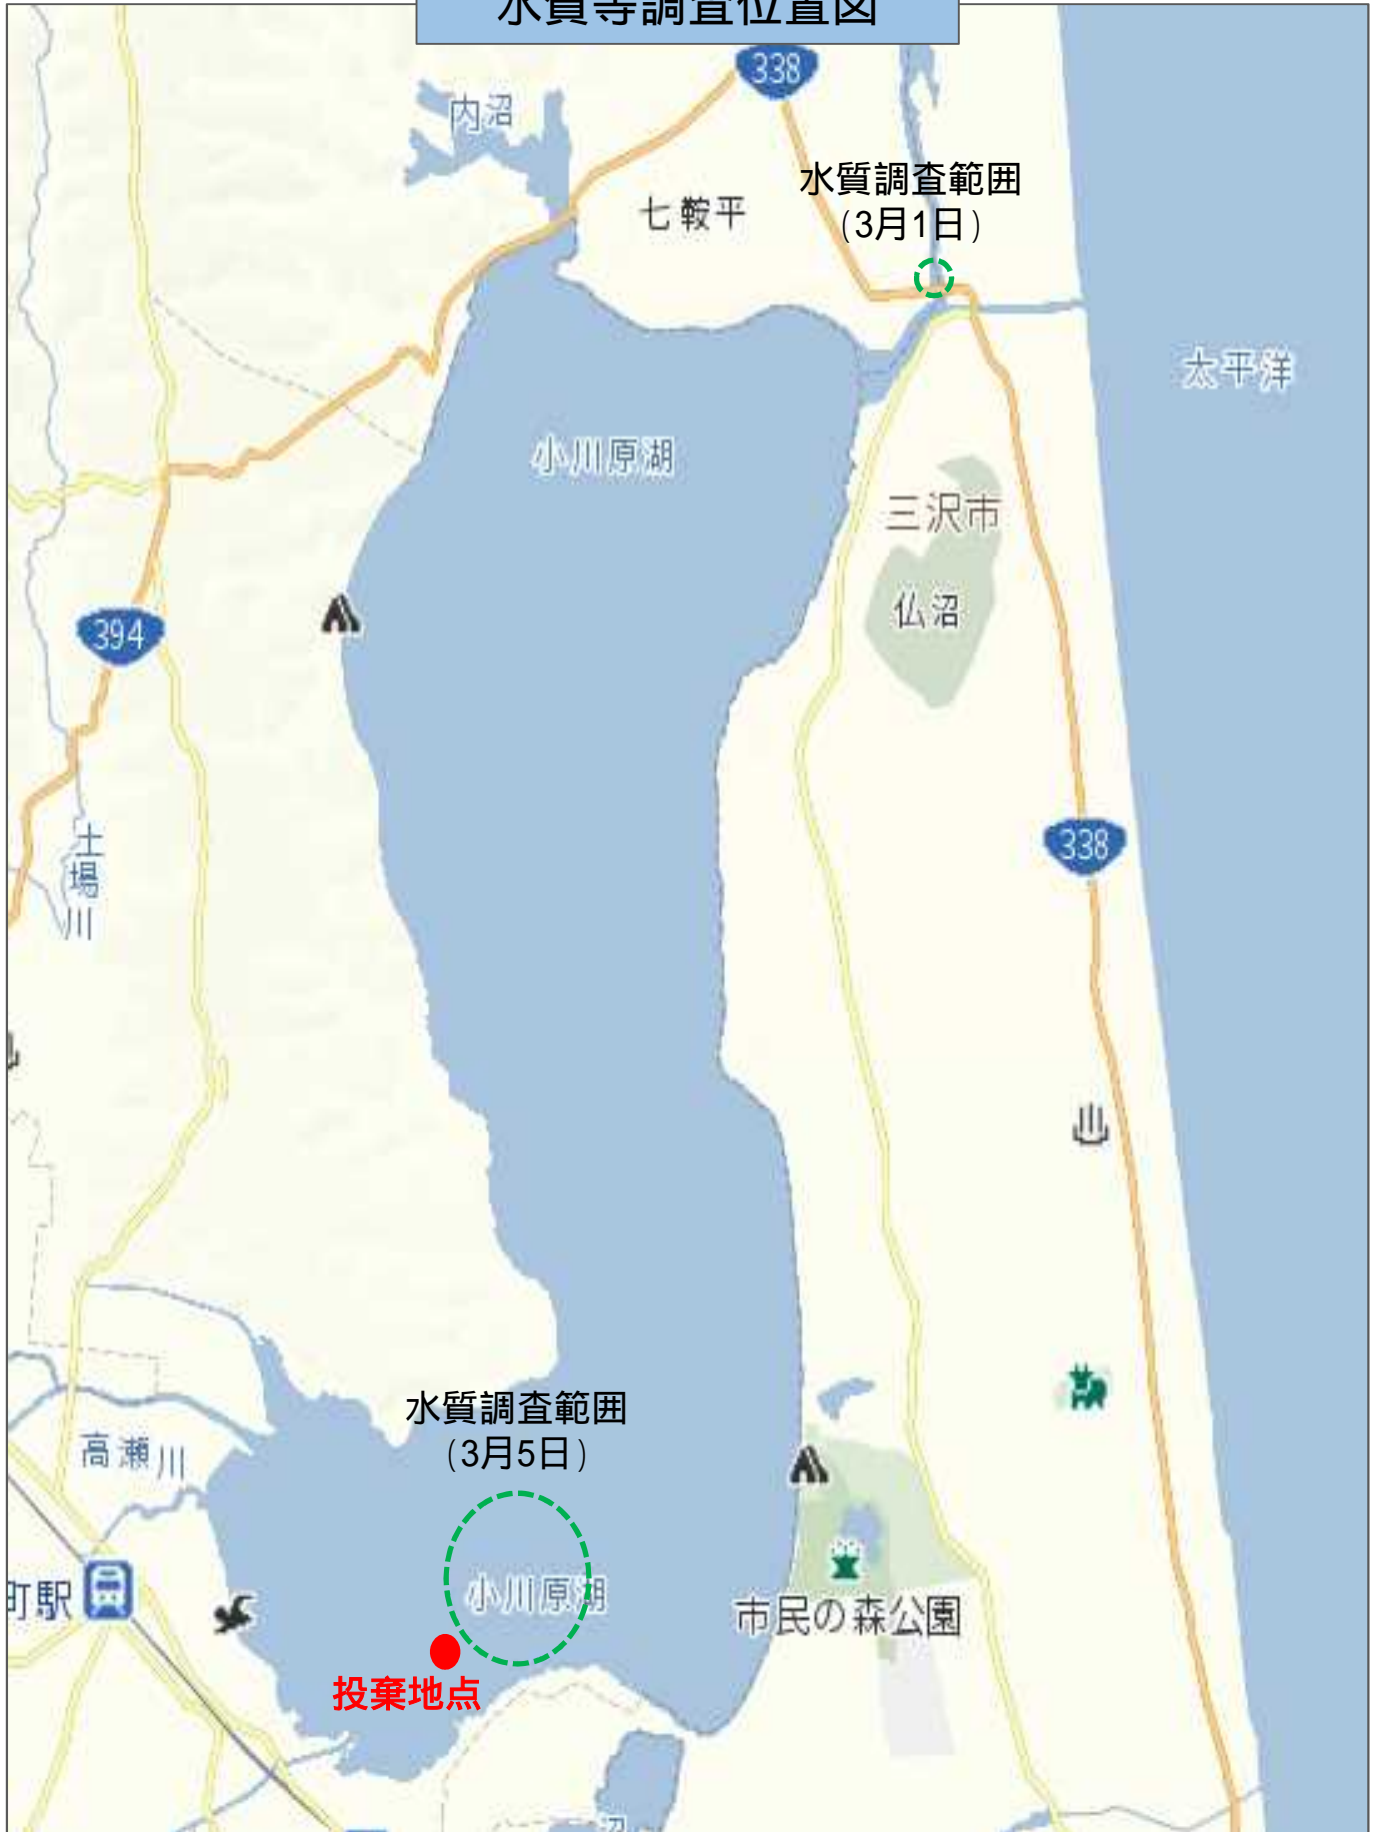 水質等調査位置図
338
内沼
水質調査範囲
(3月1日)
七鞍平
太平洋
小川原湖
三沢市
仏沼
394
338
土場川
水質調査範囲
(3月5日)
高瀬川
小川原湖
町駅
市民の森公園
投棄地点
沼